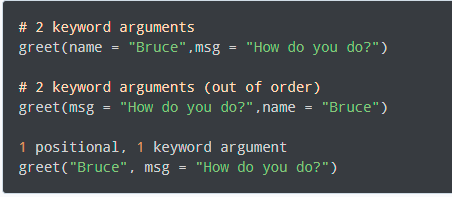 # 2 keyword arguments
greet(name = "Bruce",msg = "How do you do?")
# 2 keyword arguments (out of order)
greet(msg = "How do you do?",name = "Bruce")
1 positional, 1 keyword argument
greet("Bruce", msg = "How do you do?")